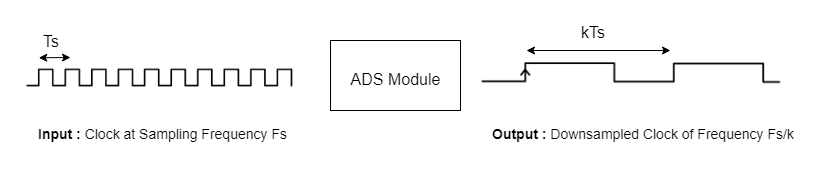 Ts
kTs
ADS Module
Input : Clock at Sampling Frequency Fs
Output : Downsampled Clock of Frequency Fs/k